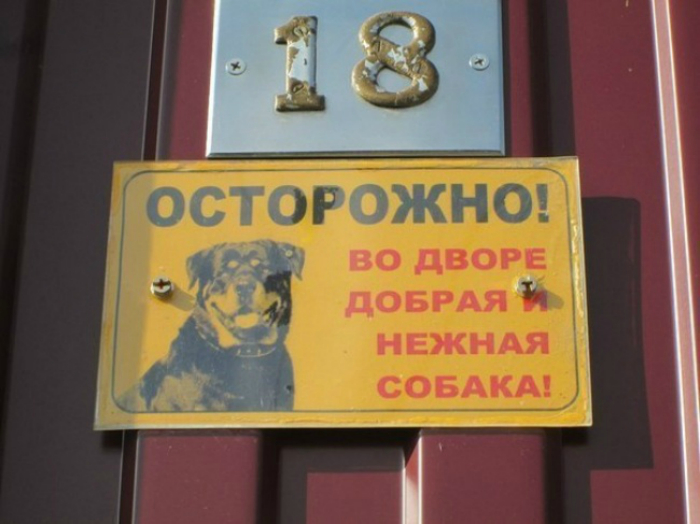 18
ОСТОРОЖНО!
ВО ДВОРЕ
ДОБРАЯ И
НЕЖНАЯ
СОБАКА!